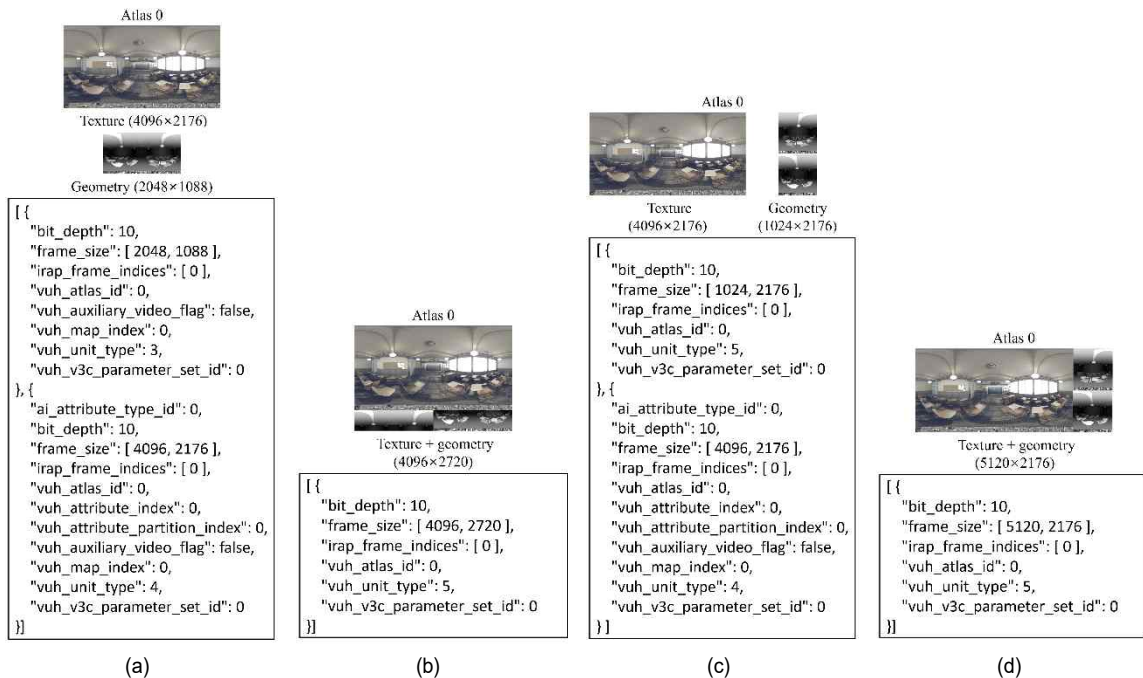 Atlas 0
Texture (4096×2176)
Geometry (2048×1088)
[ {
"bit_depth": 10,
"frame_size": [ 2048, 1088 ],
"irap_frame_indices": [ 0 ],
"vuh_atlas_id": 0,
"vuh_auxiliary_video_flag": false,
"vuh_map_index": 0,
"vuh_unit_type": 3,
"vuh_v3c_parameter_set_id": 0
}, {
"ai_attribute_type_id": 0,
"bit_depth": 10,
"frame_size": [ 4096, 2176 ],
"irap_frame_indices": [ 0 ],
"vuh_atlas_id": 0,
"vuh_attribute_index": 0,
"vuh_attribute_partition_index": 0,
"vuh_auxiliary_video_flag": false,
"vuh_map_index": 0,
"vuh_unit_type": 4,
"vuh_v3c_parameter_set_id": 0
}]
(a)
Atlas 0
Texture + geometry
(4096×2720)
[ {
"bit_depth": 10,
"frame_size": [ 4096, 2720 ],
"irap_frame_indices": [ 0 ],
"vuh_atlas_id": 0,
"vuh_unit_type": 5,
"vuh_v3c_parameter_set_id": 0
}]
(b)
Atlas 0
Texture
(4096×2176)
Geometry
(1024×2176)
[ {
"bit_depth": 10,
"frame_size": [ 1024, 2176 ],
"irap_frame_indices": [ 0 ],
"vuh_atlas_id": 0,
"vuh_unit_type": 5,
"vuh_v3c_parameter_set_id": 0
}, {
"ai_attribute_type_id": 0,
"bit_depth": 10,
"frame_size": [ 4096, 2176 ],
"irap_frame_indices": [ 0 ],
"vuh_atlas_id": 0,
"vuh_attribute_index": 0,
"vuh_attribute_partition_index": 0,
"vuh_auxiliary_video_flag": false,
"vuh_map_index": 0,
"vuh_unit_type": 4,
"vuh_v3c_parameter_set_id": 0
} ]
(c)
Atlas 0
Texture + geometry
(5120×2176)
[ {
"bit_depth": 10,
"frame_size": [ 5120, 2176 ],
"irap_frame_indices": [ 0 ],
"vuh_atlas_id": 0,
"vuh_unit_type": 5,
"vuh_v3c_parameter_set_id": 0
}]
(d)